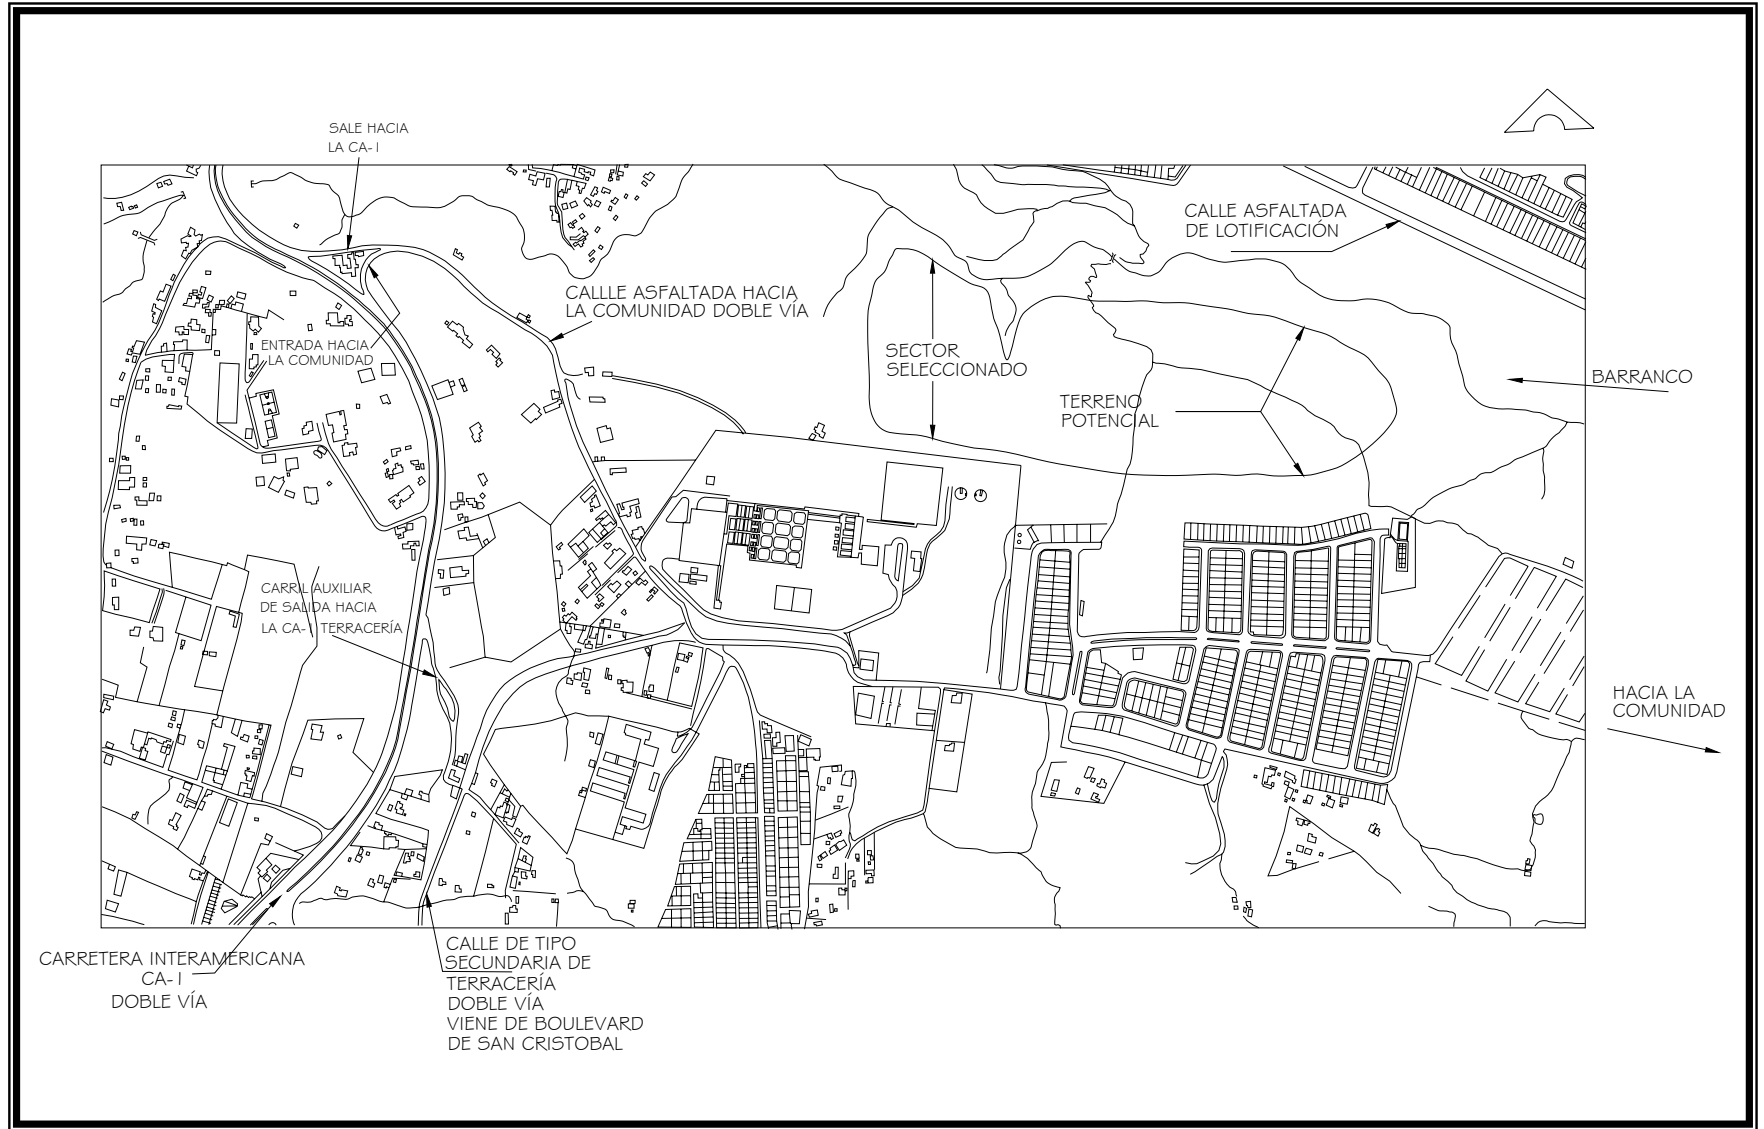 SALE HACIA
LA CA-1
CALLE ASFALTADA
DE LOTIFICACIÓN
CALLLE ASFALTADA HACIA
LA COMUNIDAD DOBLE VÍA
ENTRADA HACIA
LA COMUNIDAD
SECTOR
SELECCIONADO
BARRANCO
TERRENO
POTENCIAL
CARRIL AUXILIAR
DE SALIDA HACIA
LA CA-1 TERRACERÍA
HACIA LA
COMUNIDAD
CARRETERA INTERAMERICANA
CA-1
DOBLE VÍA
CALLE DE TIPO
SECUNDARIA DE
TERRACERÍA
DOBLE VÍA
VIENE DE BOULEVARD
DE SAN CRISTOBAL